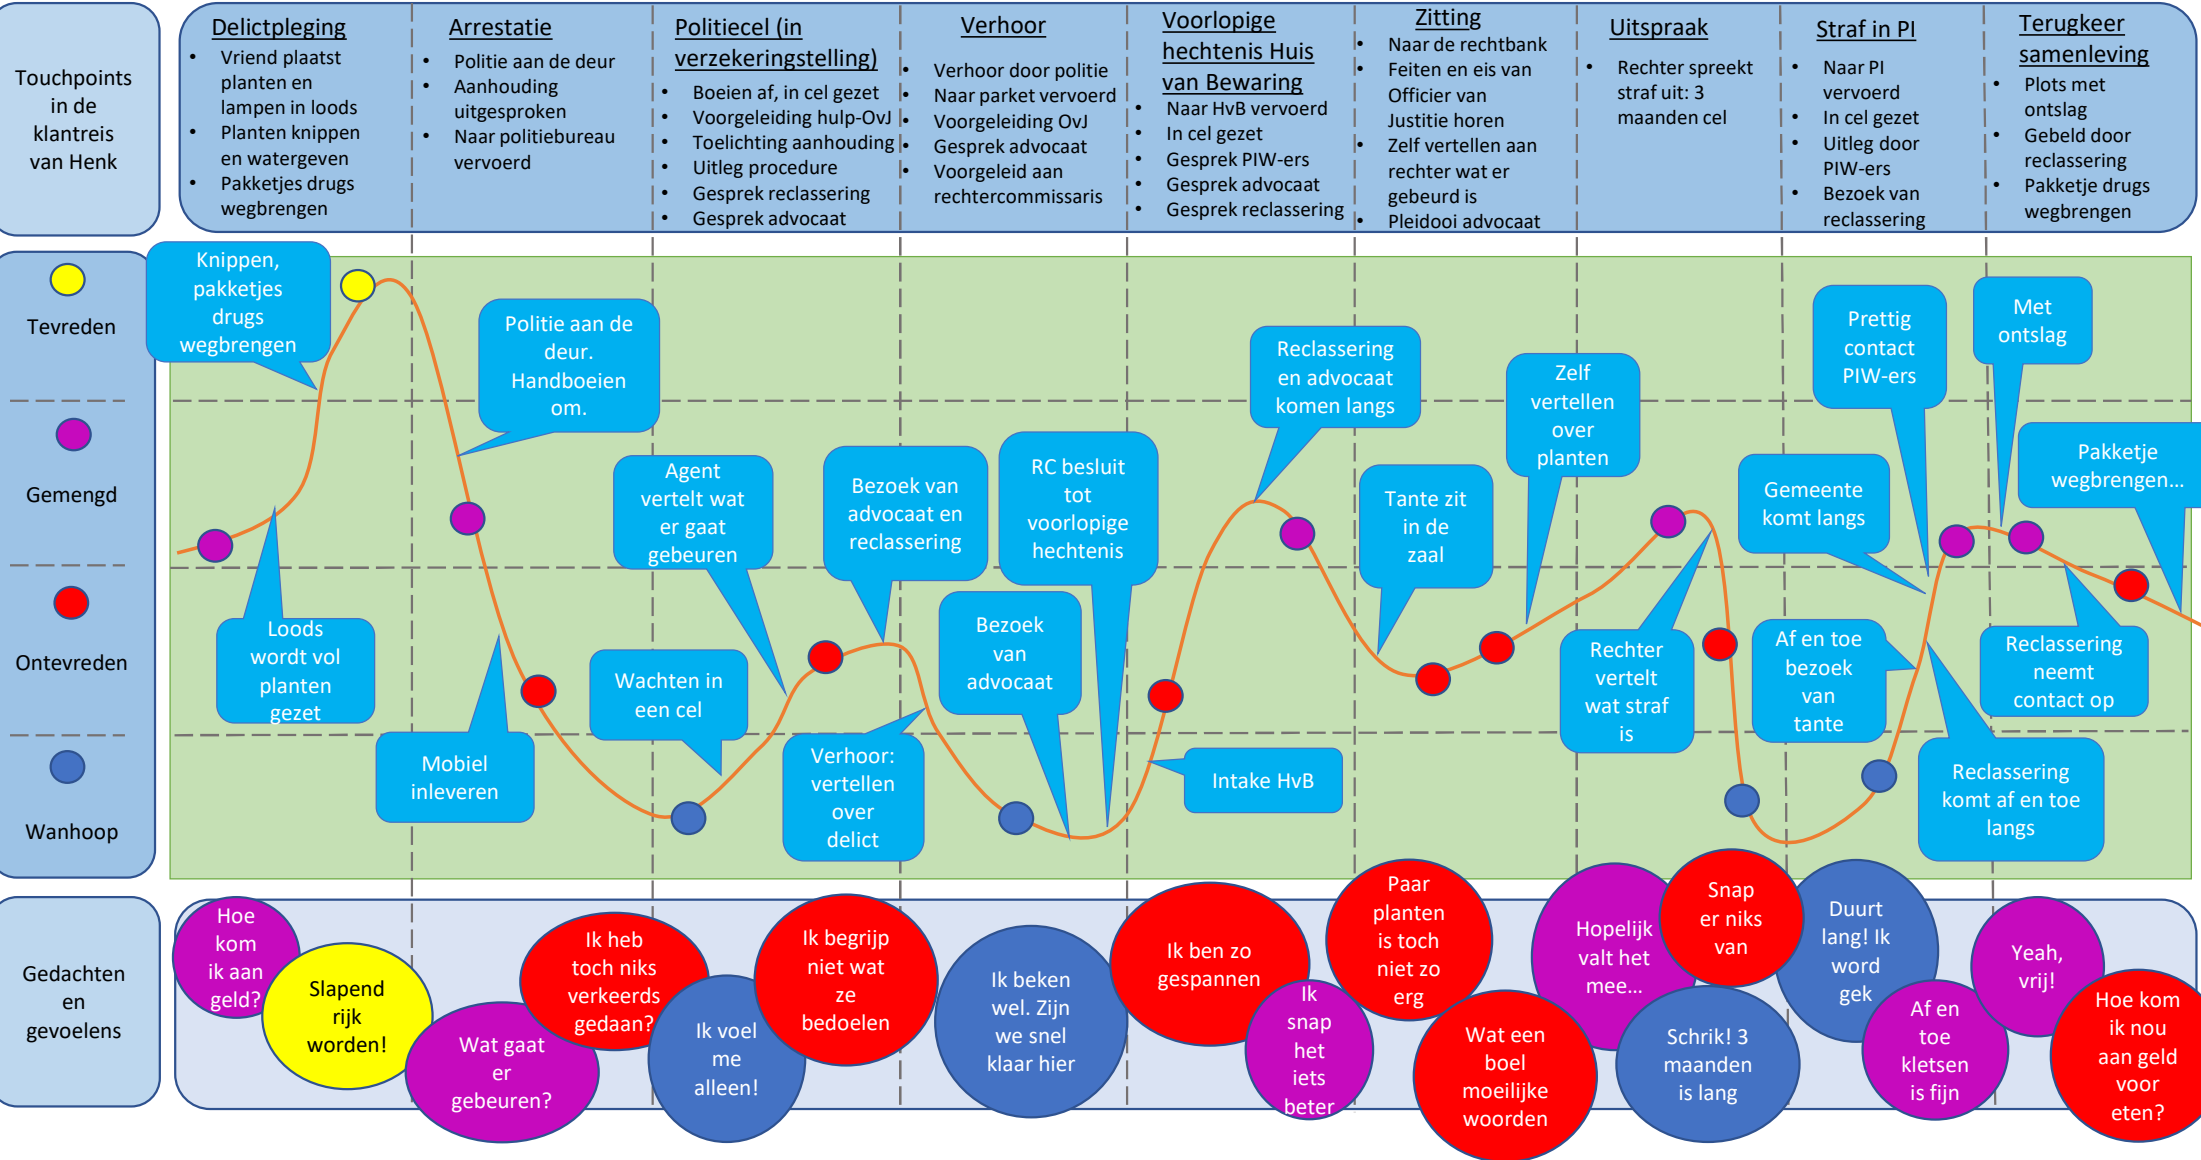 Touchpoints
in de
klantreis
van Henk
Delictpleging
• Vriend plaatst
planten en
lampen in loods
• Planten knippen
en watergeven
• Pakketjes drugs
wegbrengen
Arrestatie
• Politie aan de deur
• Aanhouding
uitgesproken
• Naar politiebureau
vervoerd
Politiecel (in
verzekeringstelling)
• Boeien af, in cel gezet
• Voorgeleiding hulp-OvJ
• Toelichting aanhouding
• Uitleg procedure
• Gesprek reclassering
• Gesprek advocaat
Verhoor
• Verhoor door politie
• Naar parket vervoerd
• Voorgeleiding OvJ
• Gesprek advocaat
• Voorgeleid aan
rechtercommissaris
Voorlopige
hechtenis Huis
van Bewaring
• Naar HvB vervoerd
• In cel gezet
• Gesprek PIW-ers
• Gesprek advocaat
• Gesprek reclassering
Zitting
• Naar de rechtbank
• Feiten en eis van
Officier van
Justitie horen
• Zelf vertellen aan
rechter wat er
gebeurd is
• Pleidooi advocaat
Uitspraak
• Rechter spreekt
straf uit: 3
maanden cel
Straf in PI
• Naar PI
vervoerd
• In cel gezet
• Uitleg door
PIW-ers
• Bezoek van
reclassering
Terugkeer
samenleving
• Plots met
ontslag
• Gebeld door
reclassering
• Pakketje drugs
wegbrengen
Tevreden
Gemengd
Ontevreden
Wanhoop
Knippen,
pakketjes
drugs
wegbrengen
Loods
wordt vol
planten
gezet
Politie aan de
deur.
Handboeien
om.
Mobiel
inleveren
Wachten in
een cel
Agent
vertelt wat
er gaat
gebeuren
Bezoek van
advocaat en
reclassering
Verhoor:
vertellen
over
delict
Bezoek
van
advocaat
RC besluit
tot
voorlopige
hechtenis
Intake HvB
Reclassering
en advocaat
komen langs
Tante zit
in de
zaal
Zelf
vertellen
over
planten
Rechter
vertelt
wat straf
is
Gemeente
komt langs
Af en toe
bezoek
van
tante
Prettig
contact
PIW-ers
Reclassering
komt af en toe
langs
Met
ontslag
Reclassering
neemt
contact op
Pakketje
wegbrengen…
Gedachten
en
gevoelens
Hoe
kom
ik aan
geld?
Slapend
rijk
worden!
Wat gaat
er
gebeuren?
Ik heb
toch niks
verkeerds
gedaan?
Ik voel
me
alleen!
Ik begrijp
niet wat
ze
bedoelen
Ik beken
wel. Zijn
we snel
klaar hier
Ik ben zo
gespannen
Ik
snap
het
iets
beter
Paar
planten
is toch
niet zo
erg
Wat een
boel
moeilijke
woorden
Hopelijk
valt het
mee…
Snap
er niks
van
Schrik! 3
maanden
is lang
Duurt
lang! Ik
word
gek
Af en
toe
kletsen
is fijn
Yeah,
vrij!
Hoe kom
ik nou
aan geld
voor
eten?